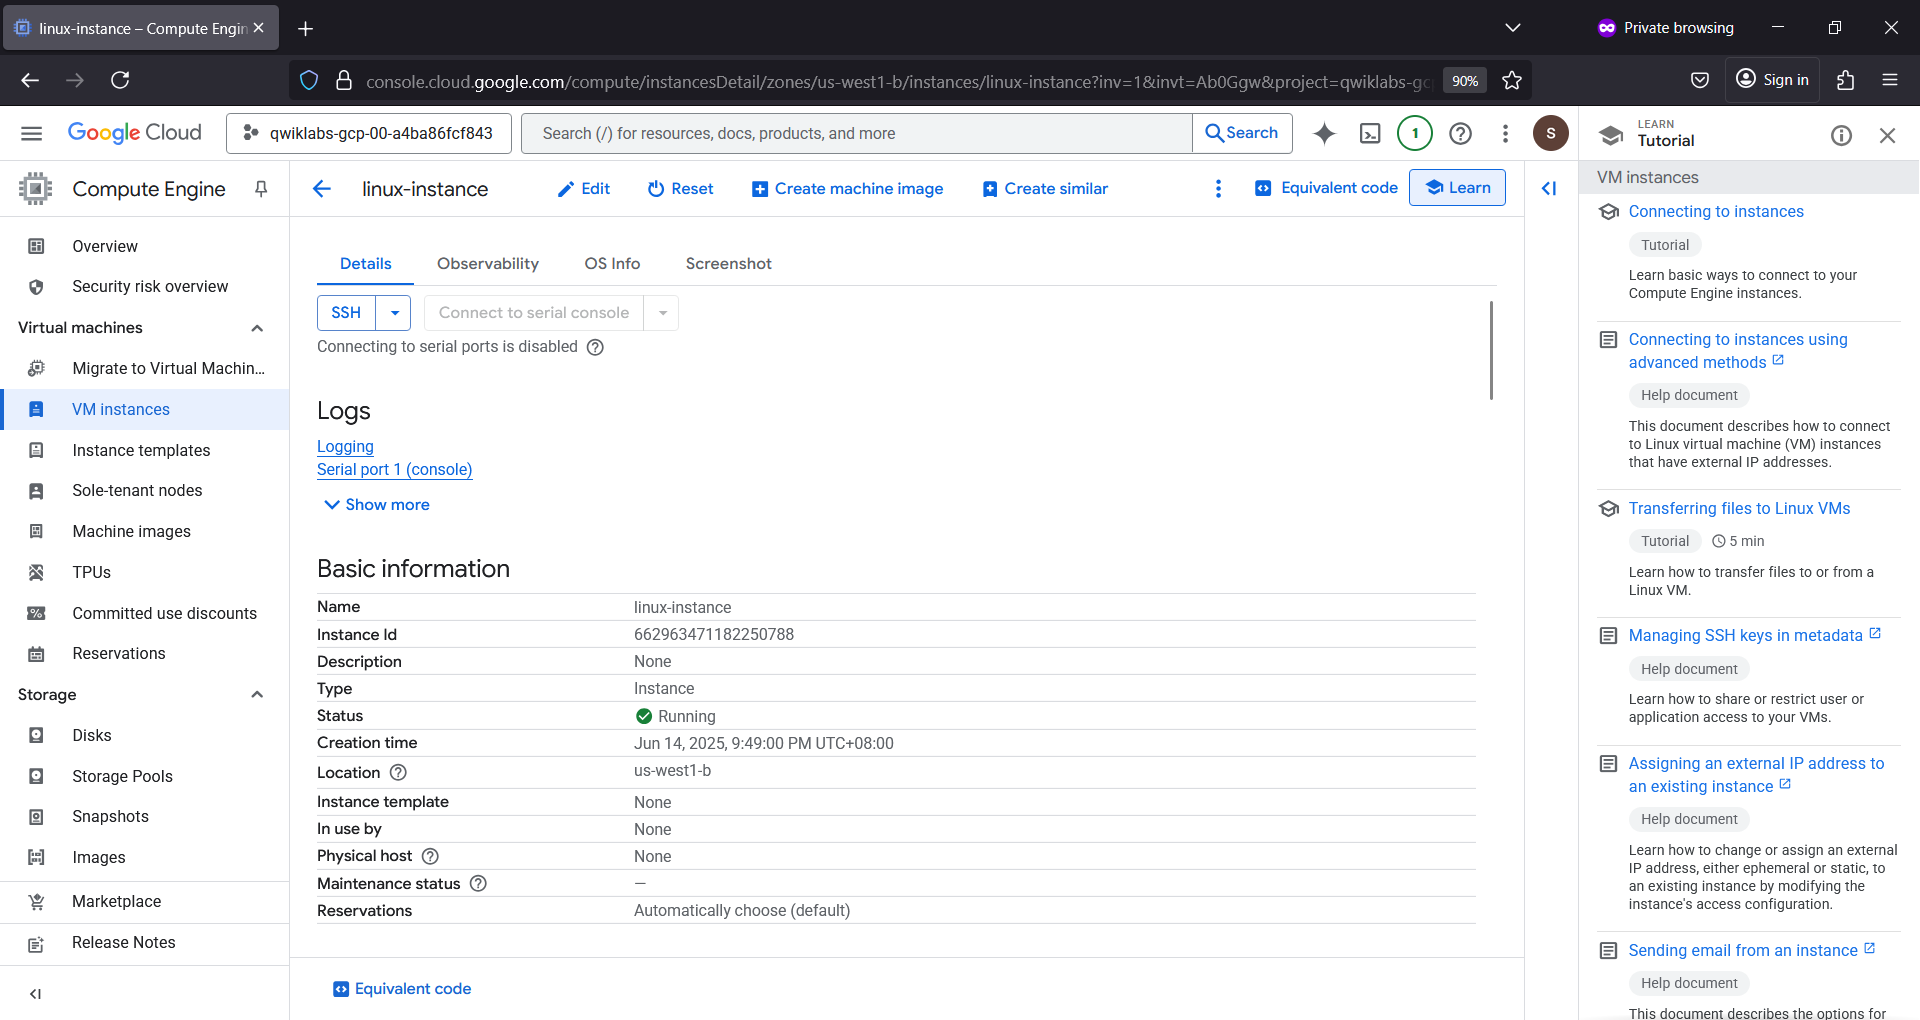 linux-instance – Compute Engin
Private browsing
console.cloud.google.com/compute/instancesDetail/zones/us-west1-b/instances/linux-instance?inv=1&invt=Ab0Ggw&project=qwiklabs-gc
90%
Sign in
Google Cloud
qwiklabs-gcp-00-a4ba86fcf843
Search (/) for resources, docs, products, and more
Search
1
S
LEARN
Tutorial
Compute Engine
Overview
Security risk overview
Virtual machines
Migrate to Virtual Machin...
VM instances
Instance templates
Sole-tenant nodes
Machine images
TPUs
Committed use discounts
Reservations
Storage
Disks
Storage Pools
Snapshots
Images
Marketplace
Release Notes
linux-instance
Edit
Reset
Create machine image
Create similar
Equivalent code
Learn
Details
Observability
OS Info
Screenshot
SSH
Connect to serial console
Connecting to serial ports is disabled
Logs
Logging
Serial port 1 (console)
Show more
Basic information
Name linux-instance
Instance Id 662963471182250788
Description None
Type Instance
Status Running
Creation time Jun 14, 2025, 9:49:00 PM UTC+08:00
Location us-west1-b
Instance template None
In use by None
Physical host None
Maintenance status —
Reservations Automatically choose (default)
Equivalent code
VM instances
Connecting to instances
Tutorial
Learn basic ways to connect to your
Compute Engine instances.
Connecting to instances using
advanced methods
Help document
This document describes how to connect
to Linux virtual machine (VM) instances
that have external IP addresses.
Transferring files to Linux VMs
Tutorial
5 min
Learn how to transfer files to or from a
Linux VM.
Managing SSH keys in metadata
Help document
Learn how to share or restrict user or
application access to your VMs.
Assigning an external IP address to
an existing instance
Help document
Learn how to change or assign an external
IP address, either ephemeral or static, to
an existing instance by modifying the
instance's access configuration.
Sending email from an instance
Help document
This document describes the options for